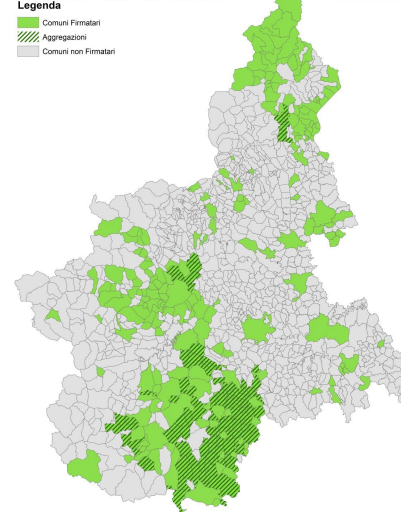 Legenda
Comuni Firmatari
Aggregazioni
Comuni non Firmatari